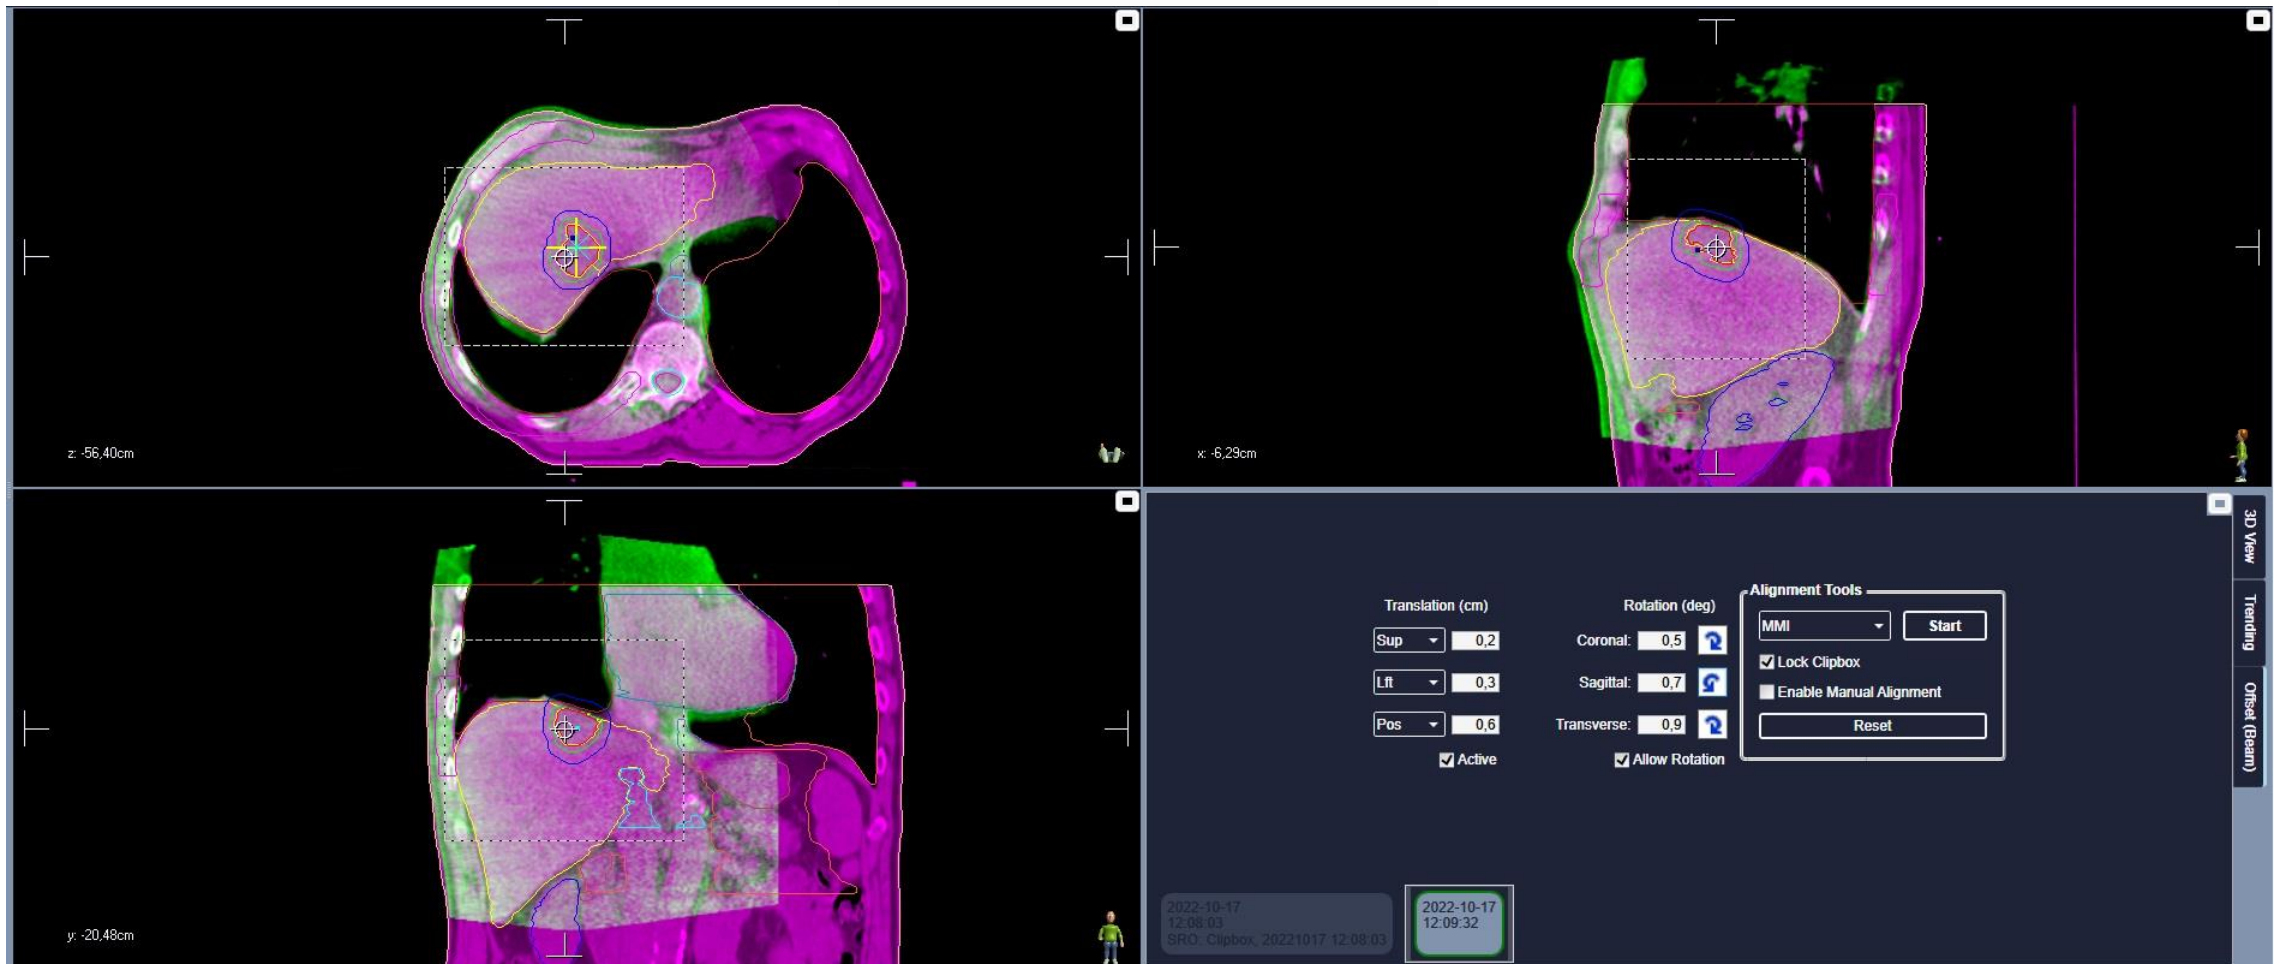 z: -56,40cm
x: -6,29cm
y: -20,48cm
Translation (cm)
Rotation (deg)
Alignment Tools
Sup 0,2
Coronal: 0,5
MMI
Start
Lft 0,3
Sagittal: 0,7
Lock Clipbox
Enable Manual Alignment
Pos 0,6
Transverse: 0,9
Reset
Active
Allow Rotation
3D View
Trending
Offset (Beam)
2022-10-17
12:08:03
SRO: Clipbox, 20221017 12:08:03
2022-10-17
12:09:32